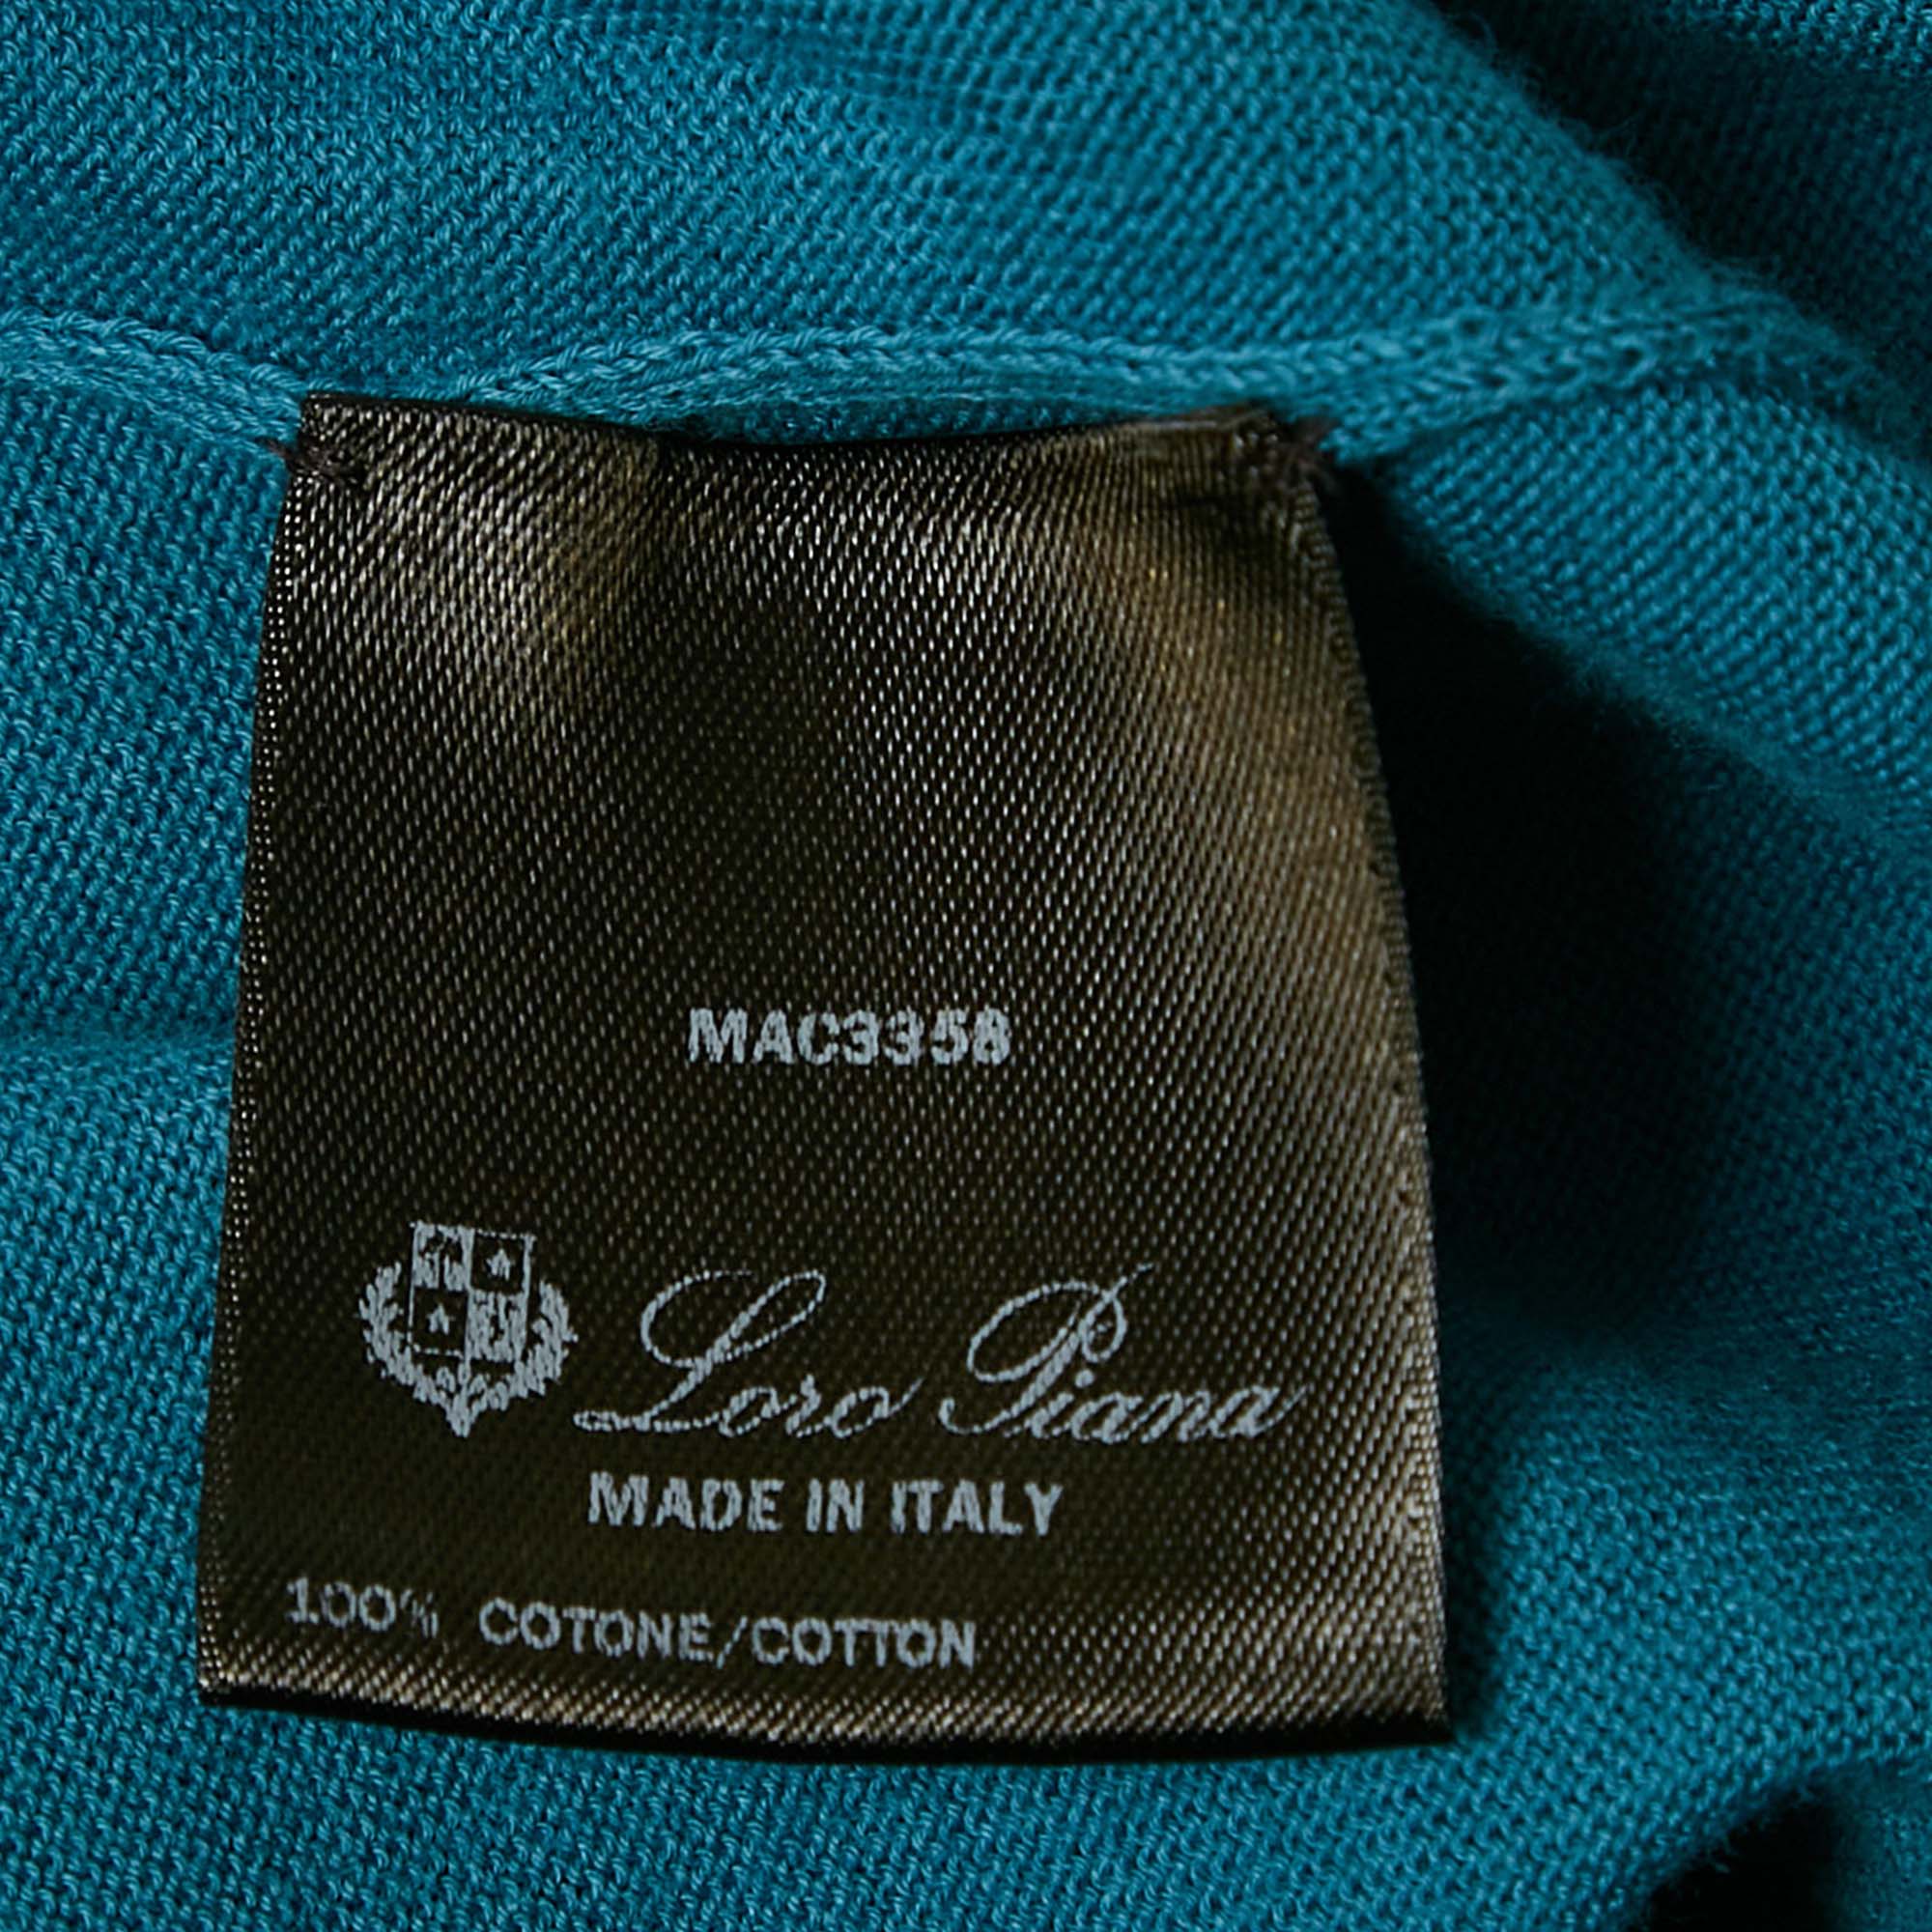 MAC3358
Loro Piana
MADE IN ITALY
100% COTONE/COTTON